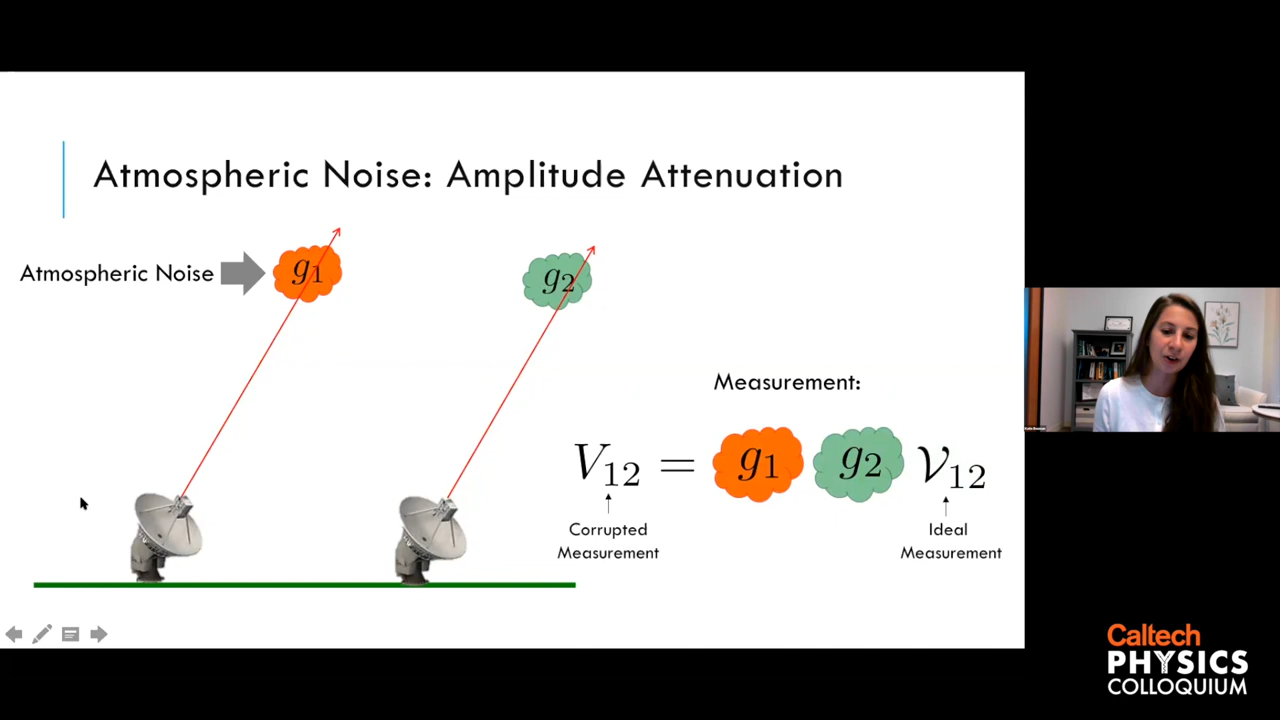 Atmospheric Noise: Amplitude Attenuation
Atmospheric Noise
g1
g2
Measurement:
V12 = g1 g2 𝒱12
Corrupted
Measurement
Ideal
Measurement
Caltech
PHYSICS
COLLOQUIUM